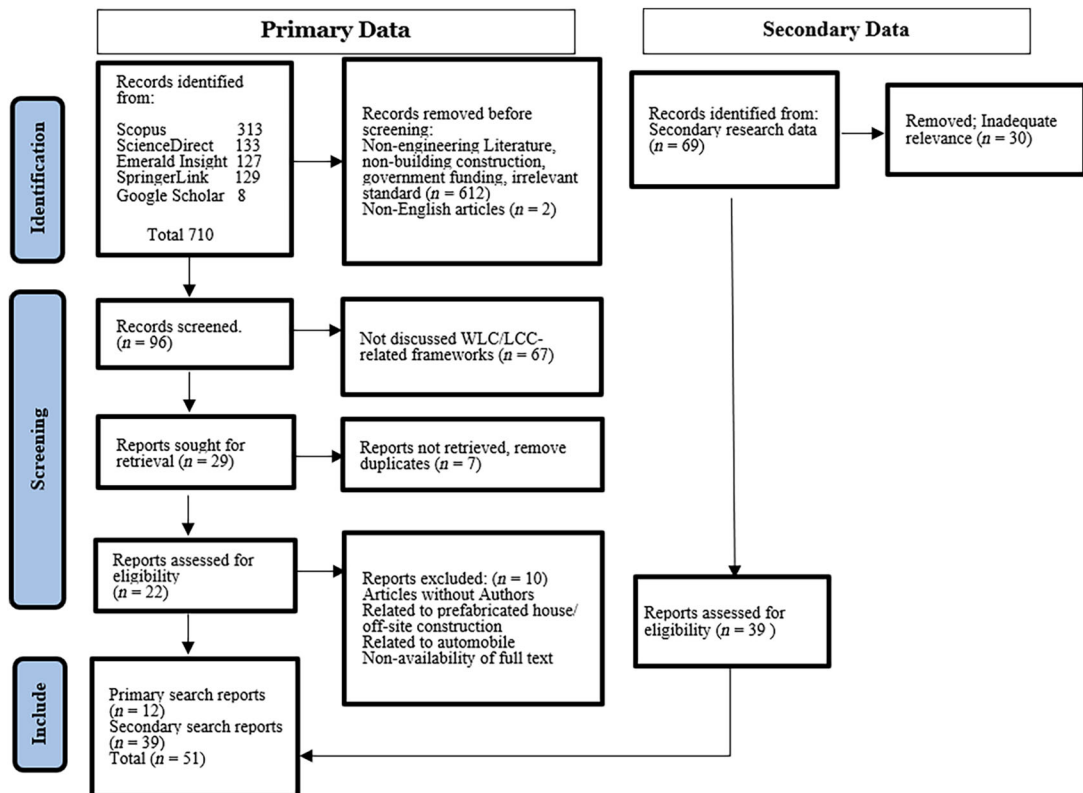 Primary Data
Secondary Data
Identification
Records identified
from:
Scopus 313
ScienceDirect 133
Emerald Insight 127
SpringerLink 129
Google Scholar 8
Total 710
Records removed before
screening:
Non-engineering Literature,
non-building construction,
government funding, irrelevant
standard (n = 612)
Non-English articles (n = 2)
Records identified from:
Secondary research data
(n = 69)
Removed; Inadequate
relevance (n = 30)
Screening
Records screened.
(n = 96)
Not discussed WLC/LCC-
related frameworks (n = 67)
Reports sought for
retrieval (n = 29)
Reports not retrieved, remove
duplicates (n = 7)
Reports assessed for
eligibility
(n = 22)
Reports excluded: (n = 10)
Articles without Authors
Related to prefabricated house/
off-site construction
Related to automobile
Non-availability of full text
Reports assessed for
eligibility (n = 39 )
Include
Primary search reports
(n = 12)
Secondary search reports
(n = 39)
Total (n = 51)